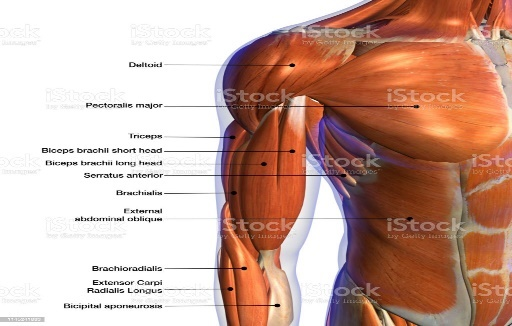 Deltoid
Pectoralis major
Triceps
Biceps brachii short head
Biceps brachii long head
Serratus anterior
Brachialis
External
abdominal oblique
Brachioradialis
Extensor Carpi
Radialis Longus
Bicipital aponeurosis
iStock
by Getty Images